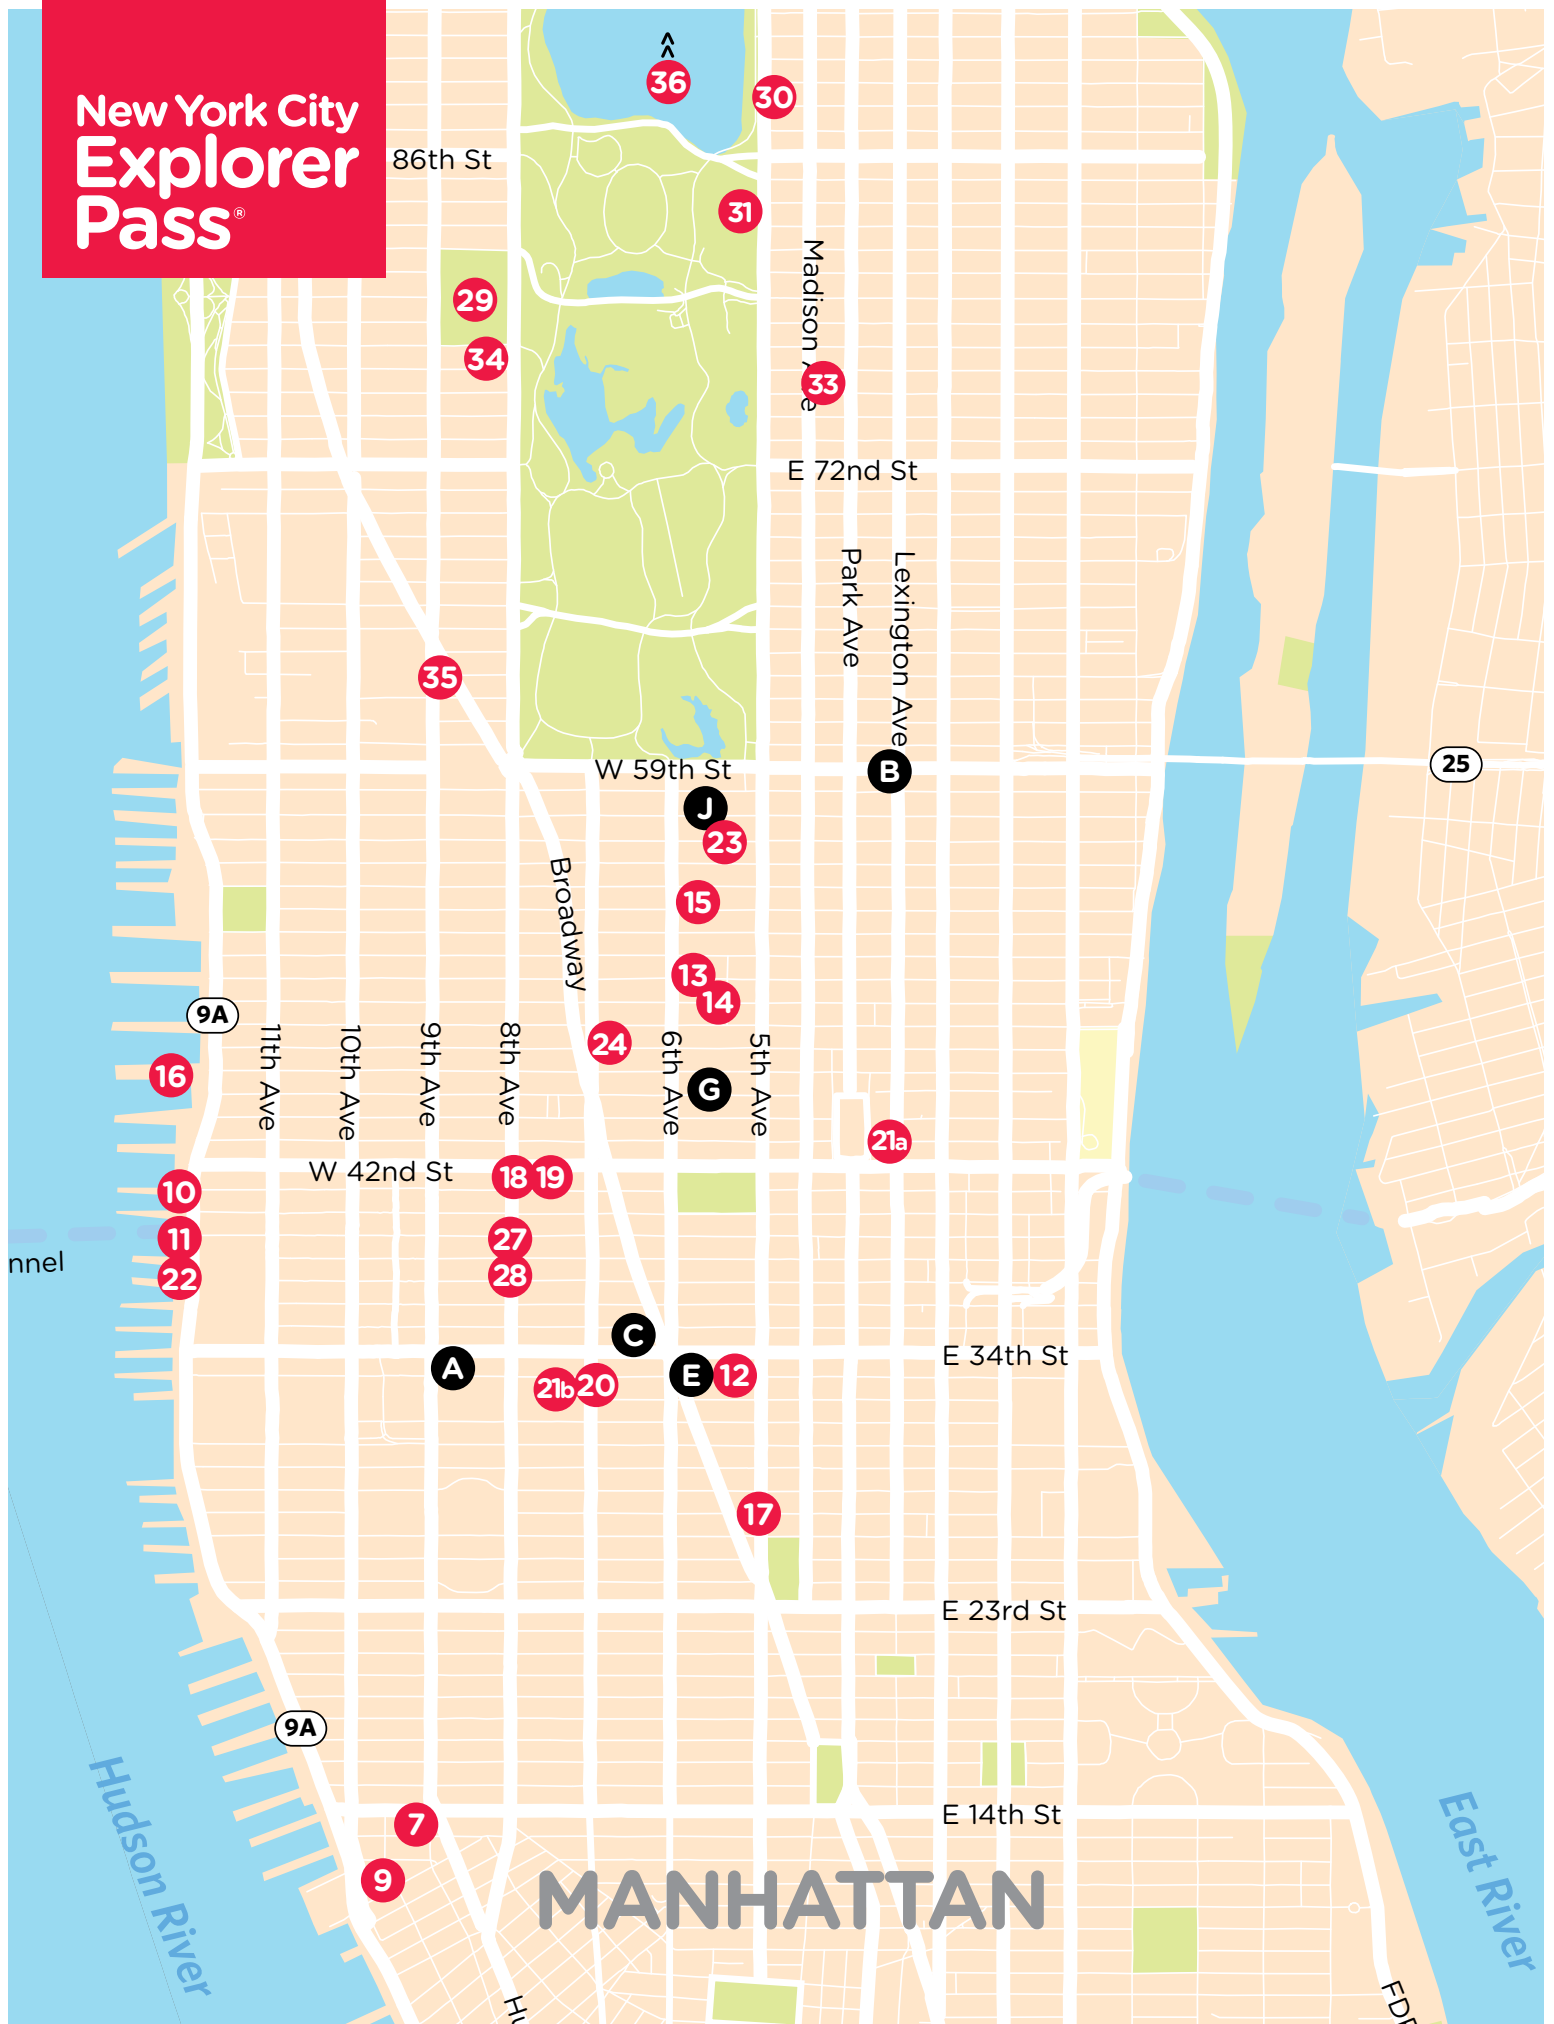 New York City
Explorer
Pass®
36
30
86th St
31
Madison Ave
29
34
33
E 72nd St
Park Ave
Lexington Ave
35
W 59th St
B
25
J
23
Broadway
15
13
14
9A
24
11th Ave
10th Ave
9th Ave
8th Ave
6th Ave
5th Ave
16
G
21a
W 42nd St
18
19
10
11
27
nnel
22
28
C
A
E 34th St
E
12
21b
20
17
E 23rd St
9A
Hudson River
East River
7
E 14th St
9
MANHATTAN
FDR
Hu